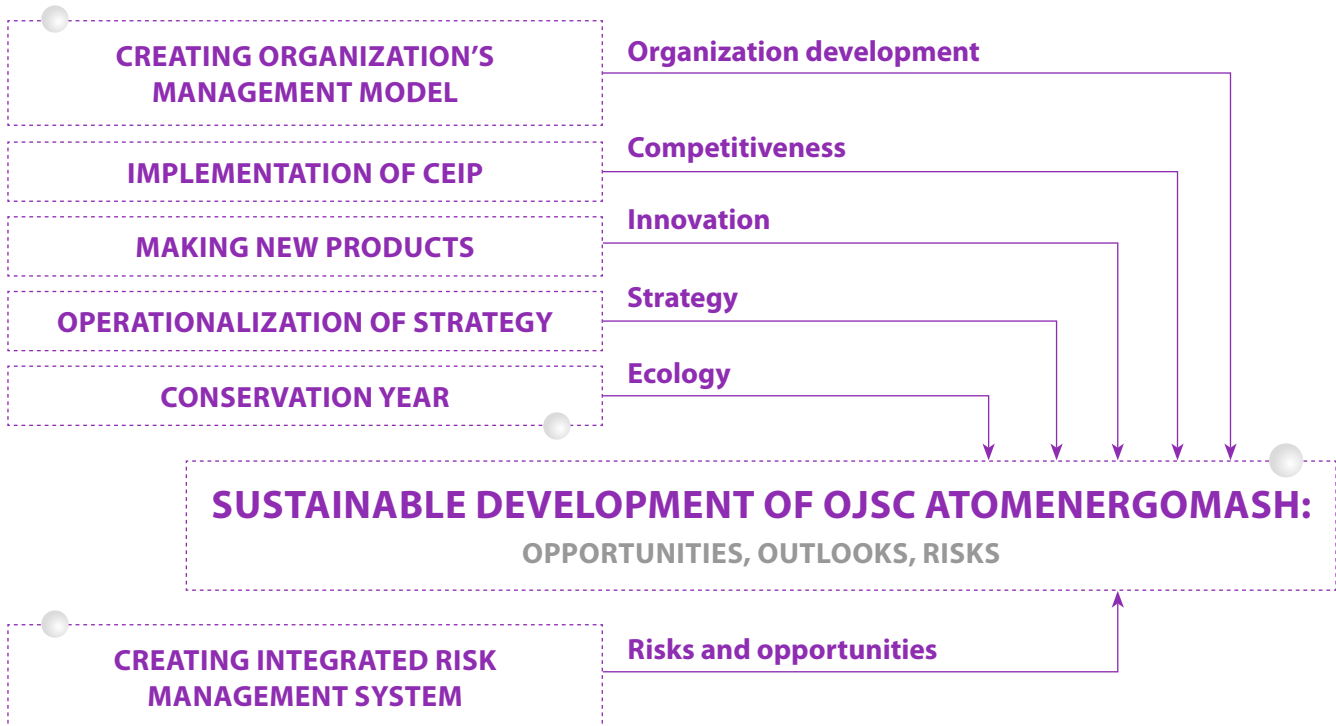 CREATING ORGANIZATION'S
MANAGEMENT MODEL
Organization development
IMPLEMENTATION OF CEIP
Competitiveness
MAKING NEW PRODUCTS
Innovation
OPERATIONALIZATION OF STRATEGY
Strategy
CONSERVATION YEAR
Ecology
SUSTAINABLE DEVELOPMENT OF OJSC ATOMENERGOMASH:
OPPORTUNITIES, OUTLOOKS, RISKS
CREATING INTEGRATED RISK
MANAGEMENT SYSTEM
Risks and opportunities